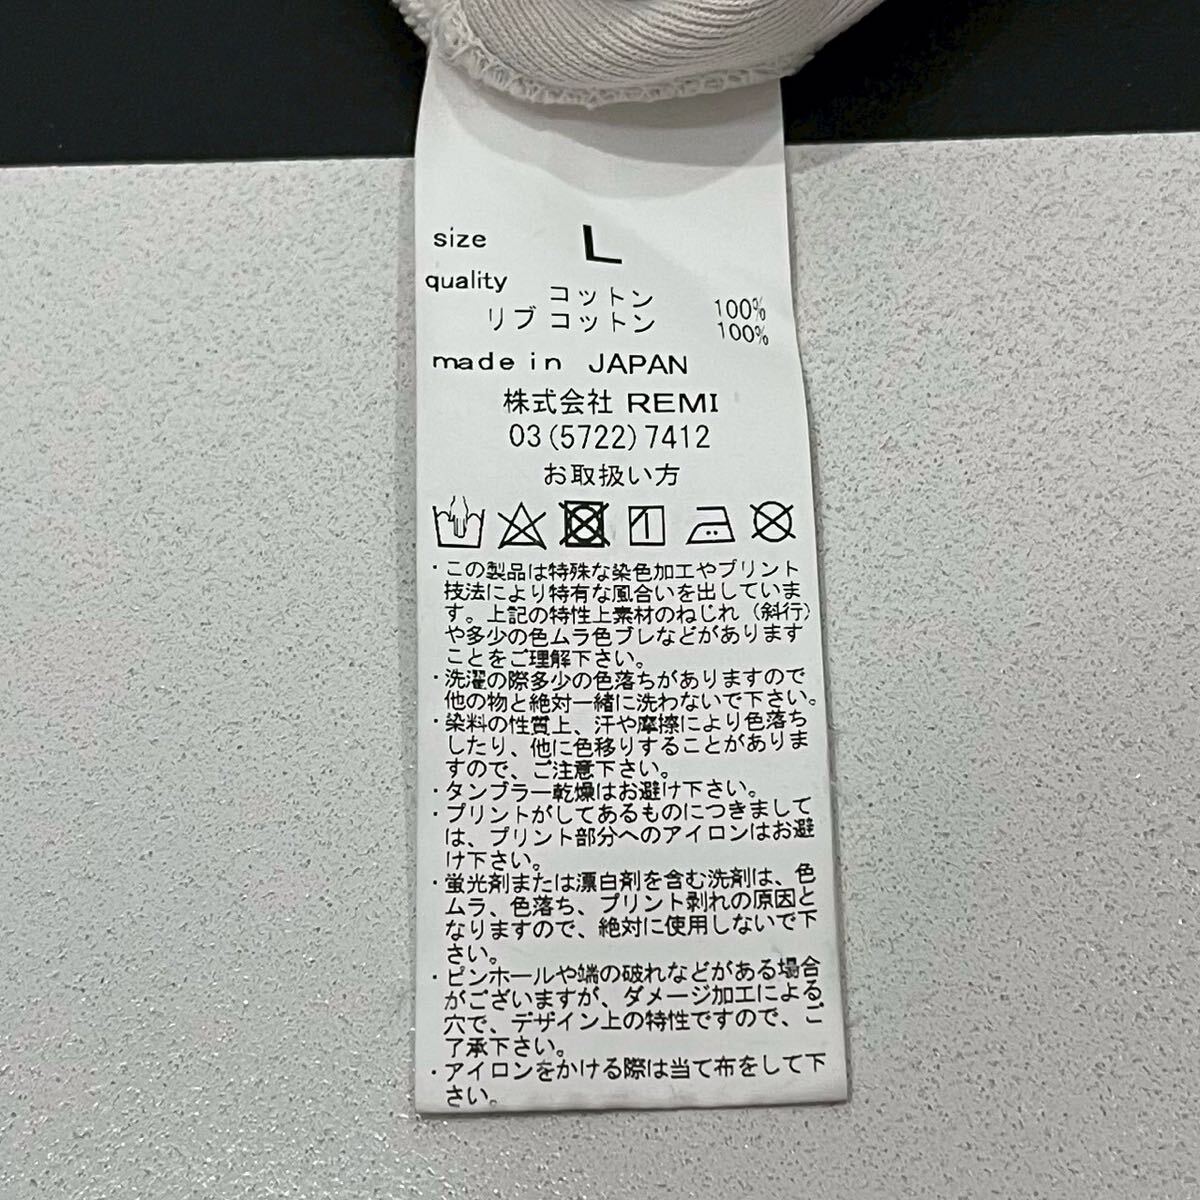 size L
quality コットン 100%
リブ コットン 100%
made in JAPAN
株式会社 REMI
03(5722)7412
お取扱い方
・この製品は特殊な染色加工やプリント
技法により特有な風合いを出していま
す。上記の特性上素材のねじれ（斜行）
や多少の色ムラ色ブレなどがあります
ことをご理解下さい。
・洗濯の際多少の色落ちがありますので
他の物と絶対一緒に洗わないで下さい。
・染料の性質上、汗や摩擦により色落ち
したり、他に色移りすることがありま
すので、ご注意下さい。
・タンブラー乾燥はお避け下さい。
・プリントがしてあるものにつきまして
は、プリント部分へのアイロンはお避
け下さい。
・蛍光剤または漂白剤を含む洗剤は、色
ムラ、色落ち、プリント剥れの原因と
なりますので、絶対に使用しないで下
さい。
・ピンホールや端の破れなどがある場合
がございますが、ダメージ加工による
穴で、デザイン上の特性ですので、ご
了承下さい。
・アイロンをかける際は当て布をして下
さい。